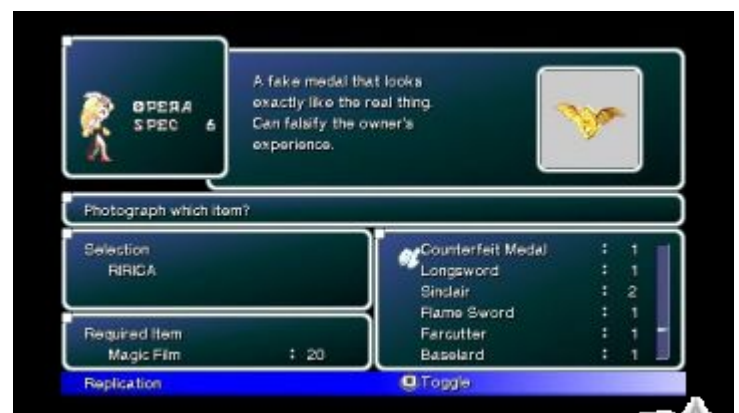 OPERA
SPEC 6
A fake medal that looks
exactly like the real thing.
Can falsify the owner's
experience.
Photograph which item?
Selection
RIRICA
Required Item
Magic Film : 20
Counterfeit Medal : 1
Longsword : 1
Sinclair : 2
Flame Sword : 1
Farcutter : 1
Baselard : 1
Replication
Toggle